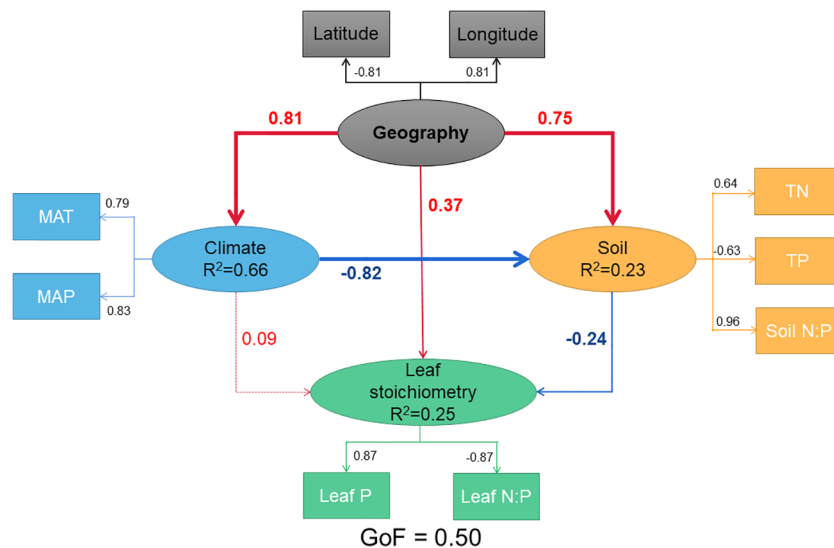 Latitude
Longitude
-0.81
0.81
Geography
0.81
0.75
0.37
MAT
0.79
MAP
0.83
Climate
R²=0.66
-0.82
Soil
R²=0.23
0.64
TN
-0.63
TP
0.96
Soil N:P
0.09
-0.24
Leaf
stoichiometry
R²=0.25
0.87
-0.87
Leaf P
Leaf N:P
GoF = 0.50